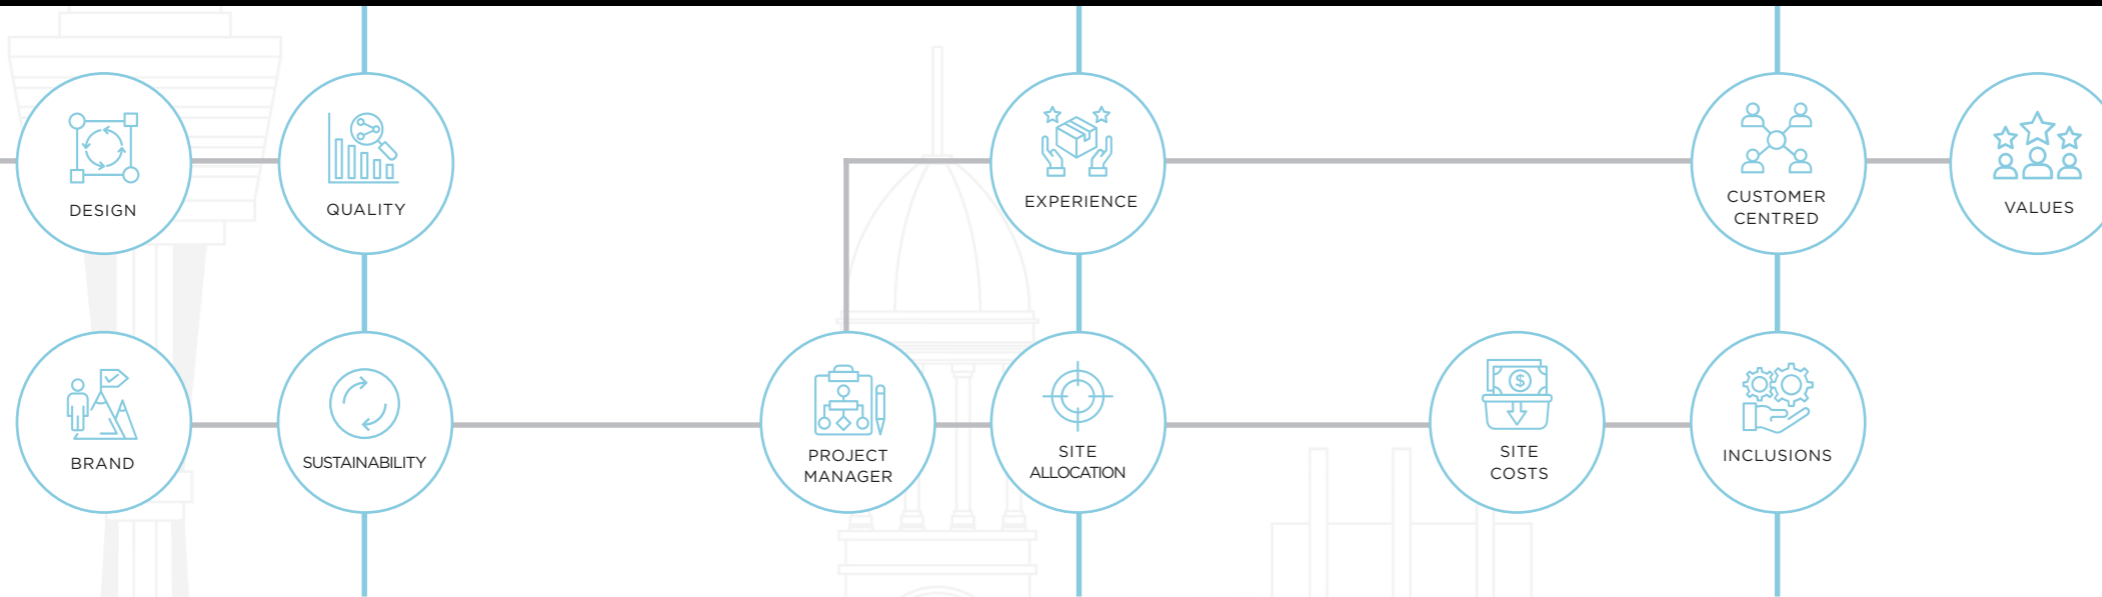 DESIGN
QUALITY
EXPERIENCE
CUSTOMER
CENTRED
VALUES
BRAND
SUSTAINABILITY
PROJECT
MANAGER
SITE
ALLOCATION
SITE
COSTS
INCLUSIONS
$